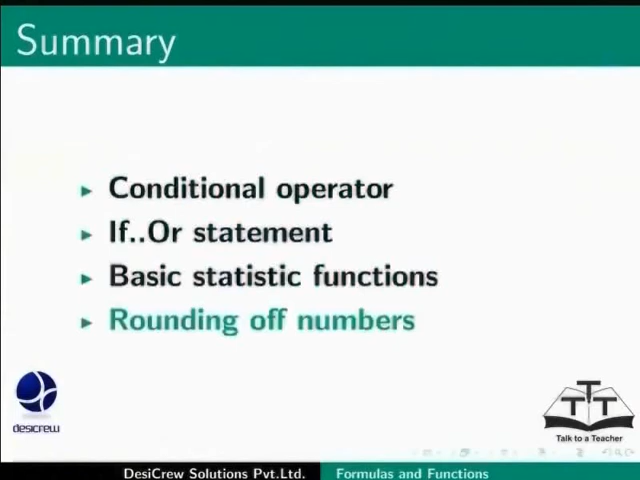 Summary
Conditional operator
If..Or statement
Basic statistic functions
Rounding off numbers
desicrew
TTT
Talk to a Teacher
DesiCrew Solutions Pvt.Ltd.
Formulas and Functions